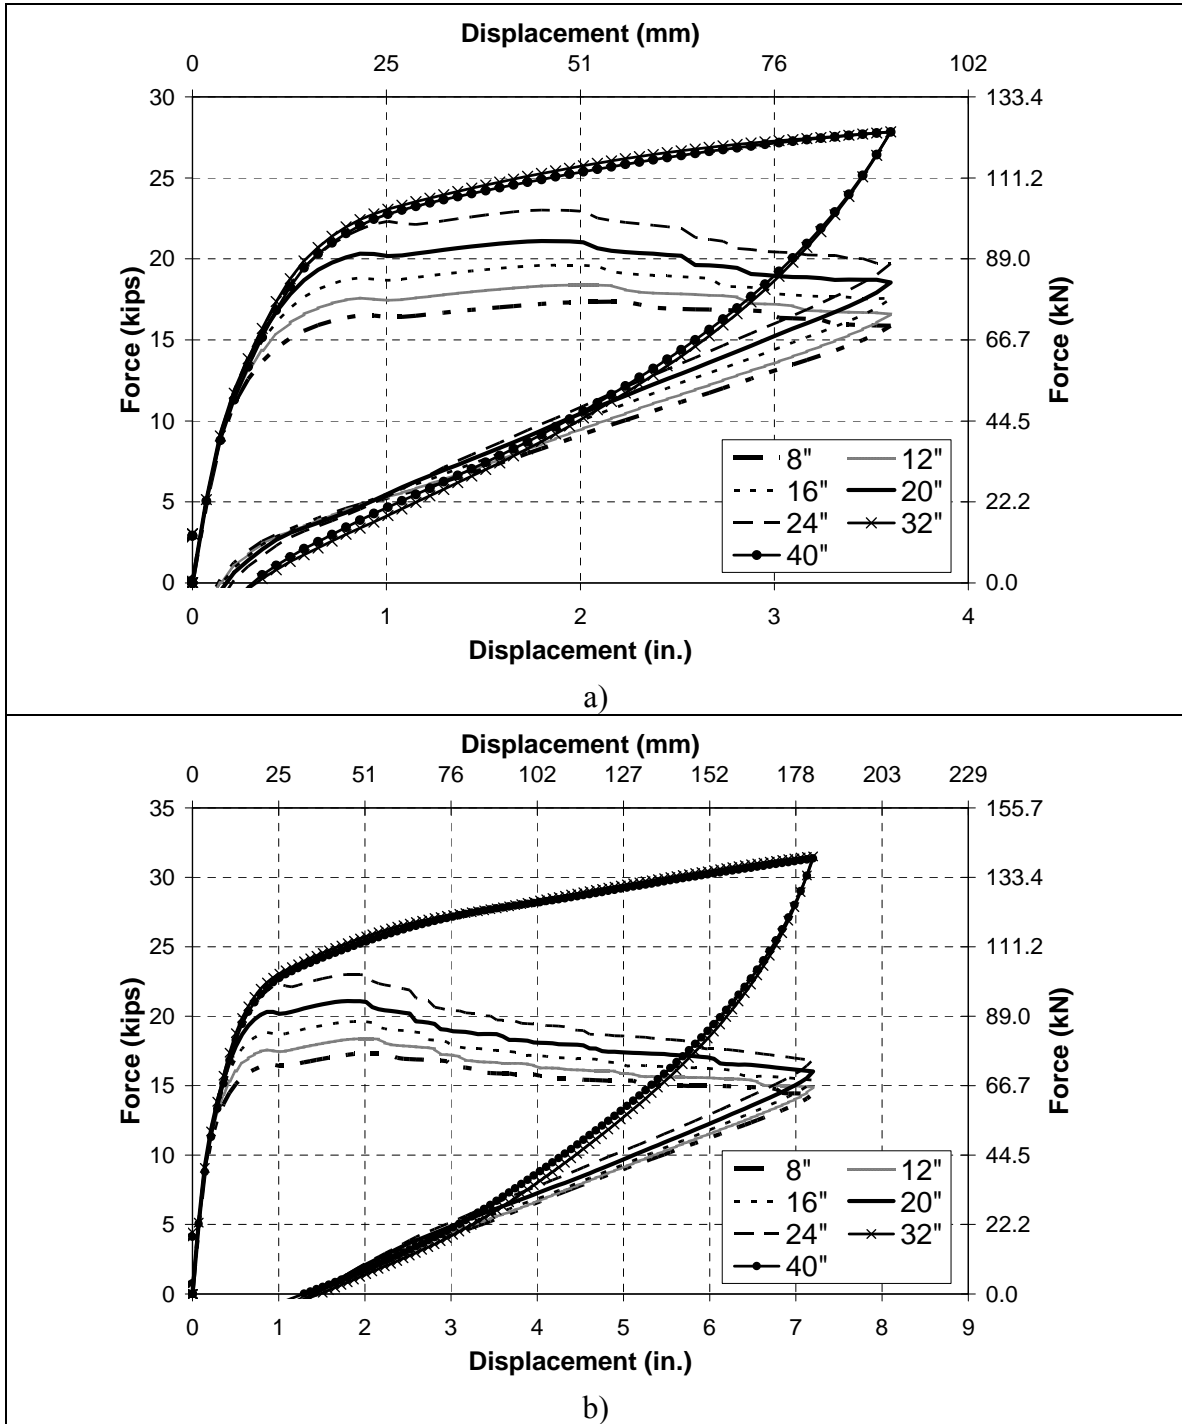 Displacement (mm)
0 25 51 76 102
30 133.4
25 111.2
20 89.0
15 66.7
10 44.5
5 22.2
0 0.0
Force (kips)
Force (kN)
8" 12"
16" 20"
24" 32"
40"
0 1 2 3 4
Displacement (in.)
a)
Displacement (mm)
0 25 51 76 102 127 152 178 203 229
35 155.7
30 133.4
25 111.2
20 89.0
15 66.7
10 44.5
5 22.2
0 0.0
Force (kips)
Force (kN)
8" 12"
16" 20"
24" 32"
40"
0 1 2 3 4 5 6 7 8 9
Displacement (in.)
b)